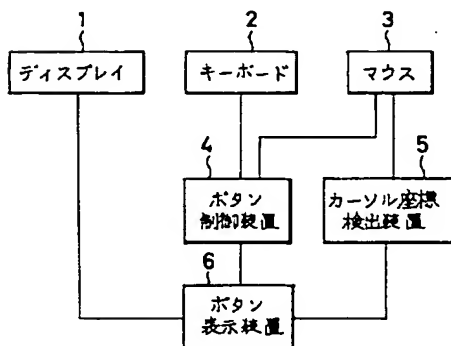 1
ディスプレイ
2
キーボード
3
マウス
4
ボタン
制御装置
5
カーソル座標
検出装置
6
ボタン
表示装置